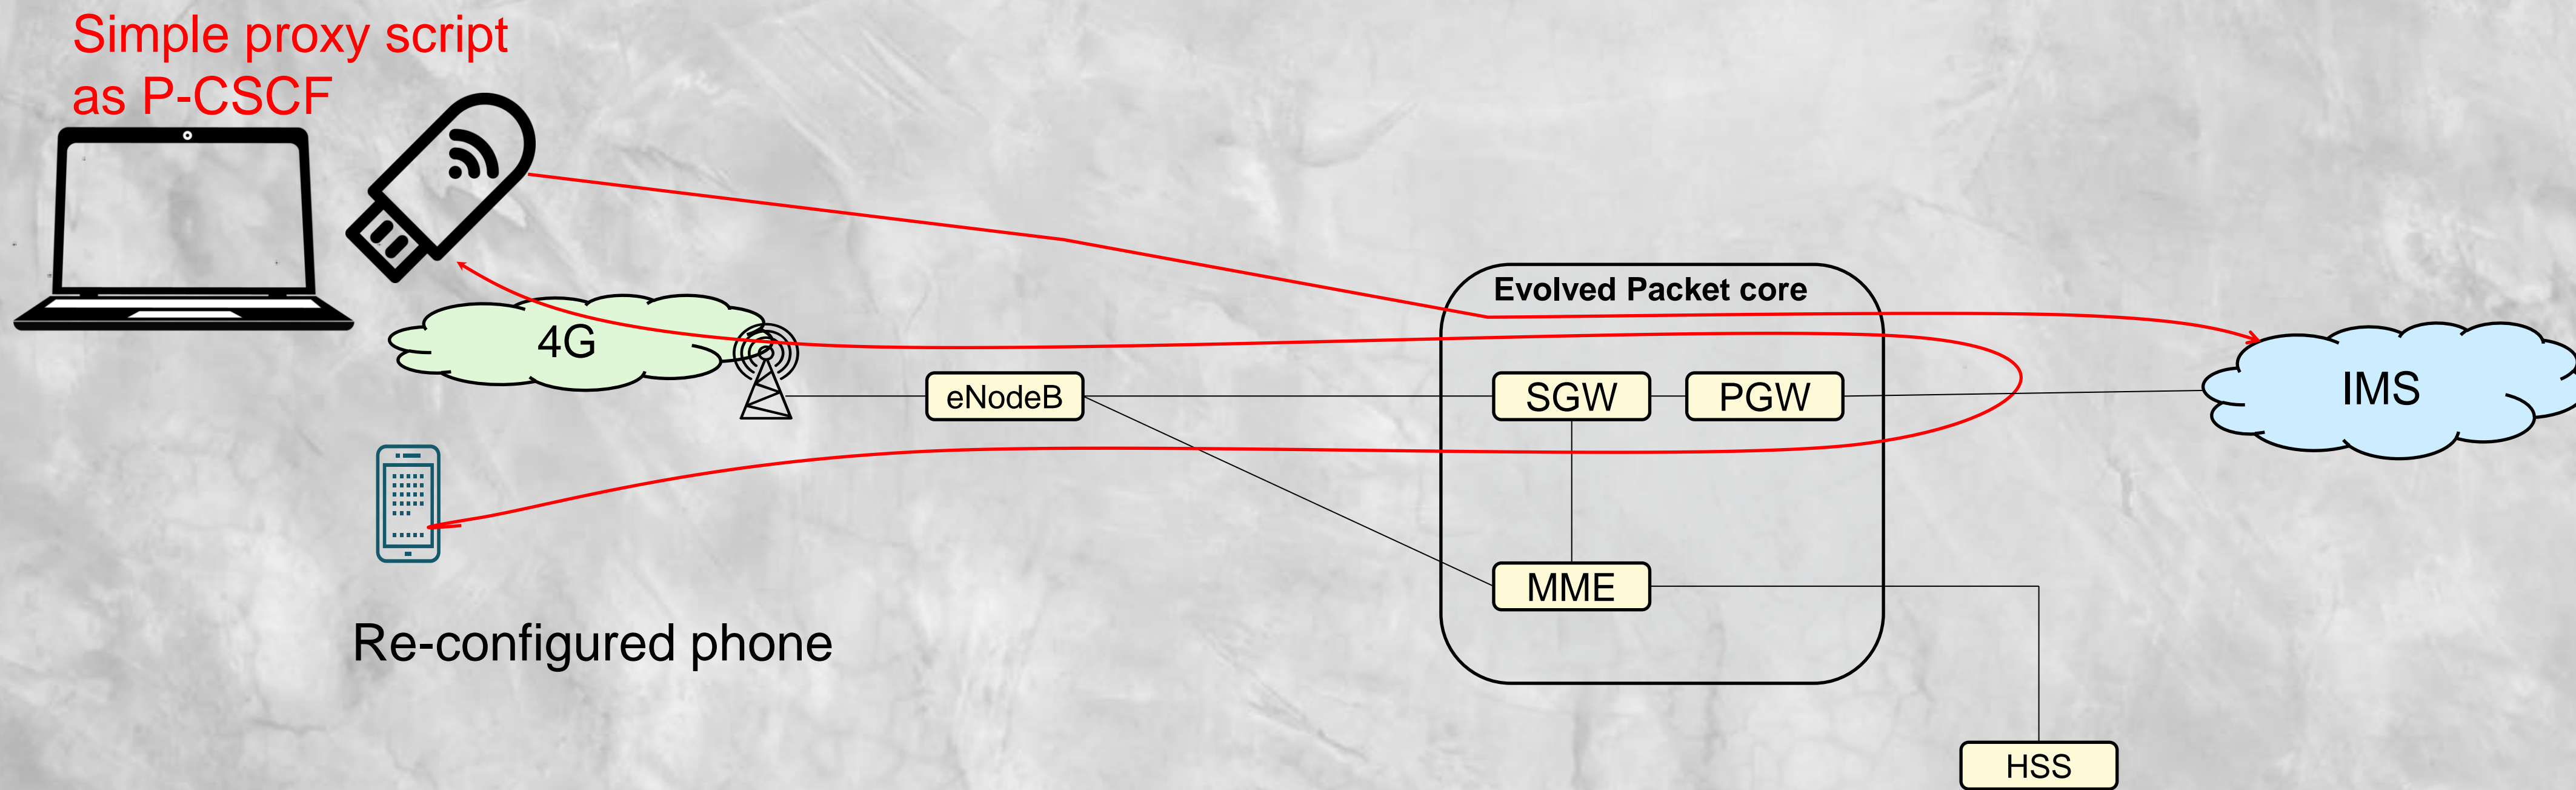 Simple proxy script
as P-CSCF
Evolved Packet core
4G
eNodeB
SGW
PGW
IMS
MME
Re-configured phone
HSS